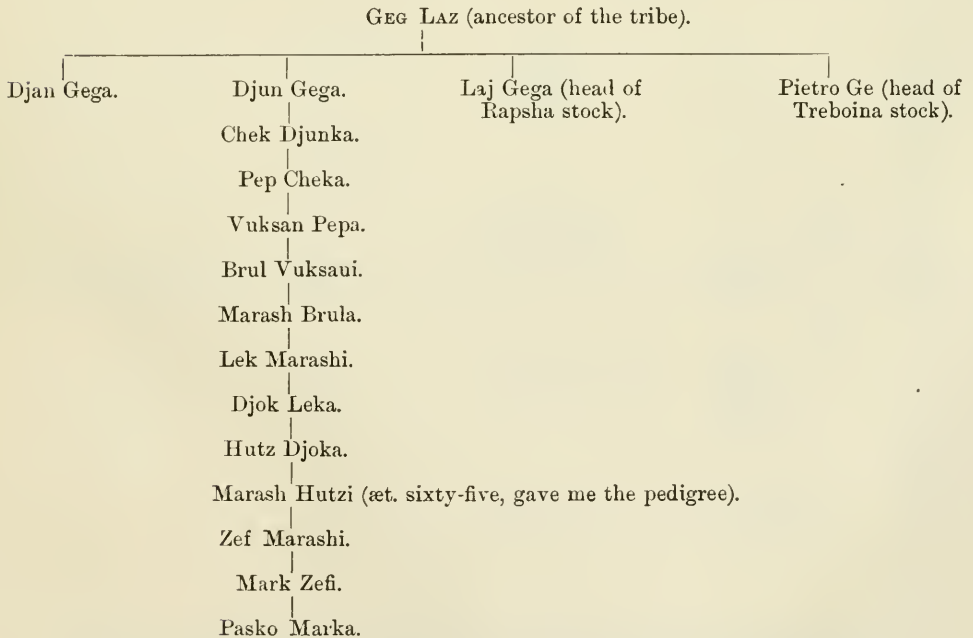 GEG LAZ (ancestor of the tribe).
Djan Gega. Djun Gega. Laj Gega (head of Pietro Ge (head of
Rapsha stock). Treboina stock).
Chek Djunka.
Pep Cheka.
Vuksan Pepa.
Brul Vuksaui.
Marash Brula.
Lek Marashi.
Djok Leka.
Hutz Djoka.
Marash Hutzi (æt. sixty-five, gave me the pedigree).
Zef Marashi.
Mark Zefi.
Pasko Marka.